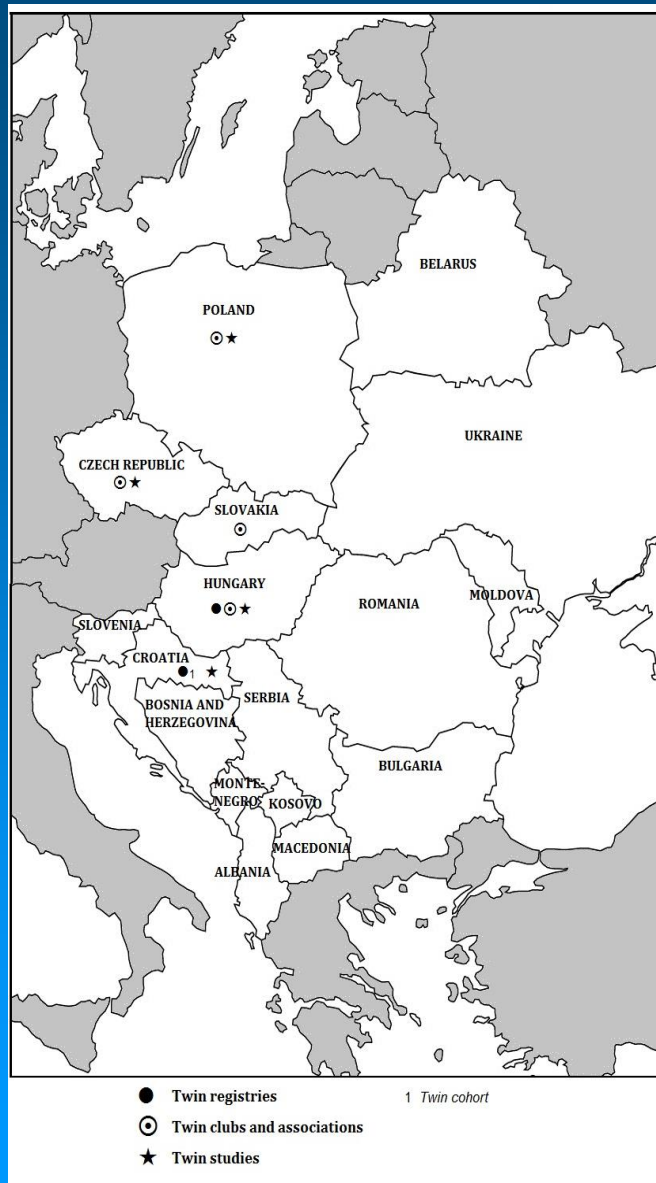 BELARUS
POLAND
UKRAINE
CZECH REPUBLIC
SLOVAKIA
HUNGARY
MOLDOVA
ROMANIA
SLOVENIA
CROATIA
1
SERBIA
BOSNIA AND
HERZEGOVINA
BULGARIA
MONTE-
NEGRO
KOSOVO
MACEDONIA
ALBANIA
Twin registries
1 Twin cohort
Twin clubs and associations
Twin studies